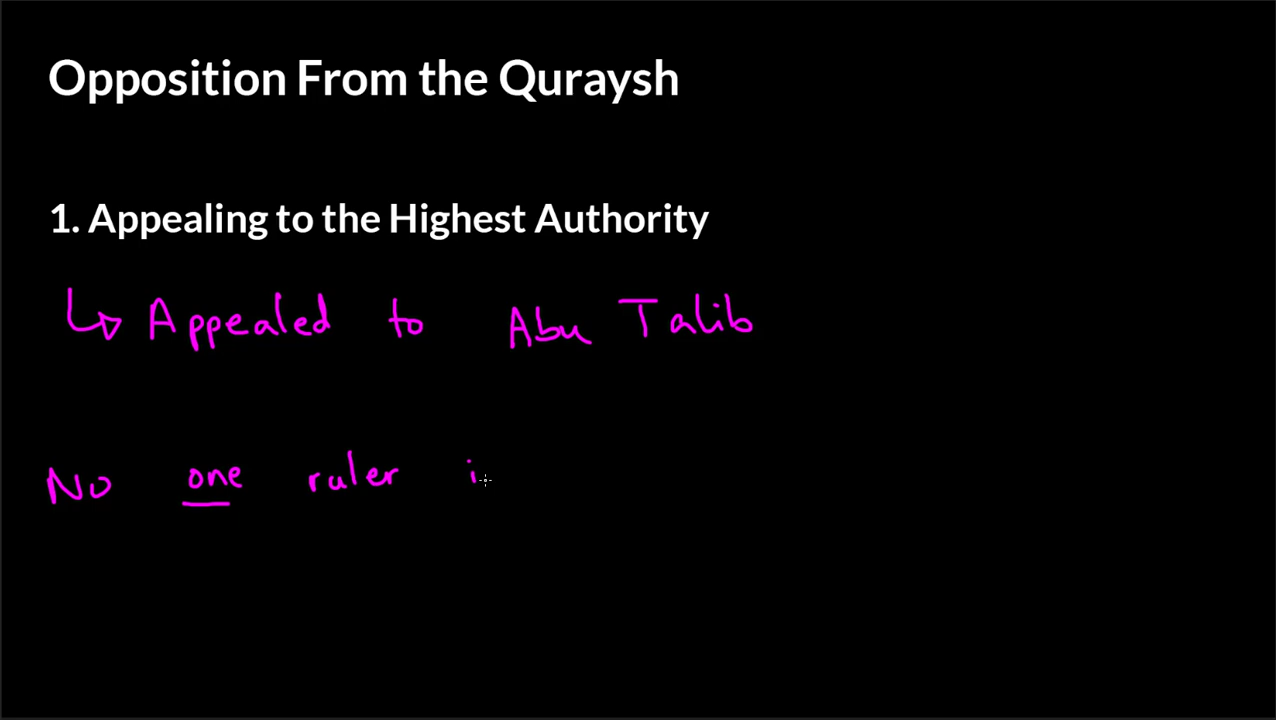 Opposition From the Quraysh
1. Appealing to the Highest Authority
↳ Appealed to Abu Talib
No one ruler i